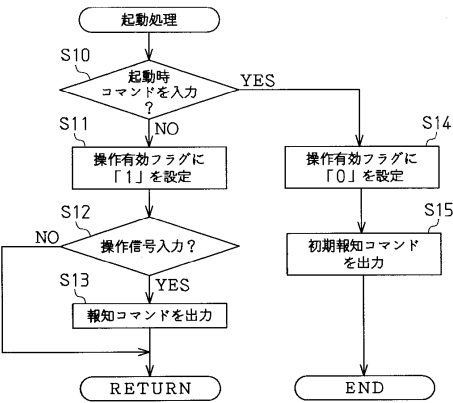 起動処理
S10
起動時
コマンドを入力
?
YES
NO
S11
操作有効フラグに
「1」を設定
S14
操作有効フラグに
「0」を設定
S12
操作信号入力?
NO
YES
S15
初期報知コマンド
を出力
S13
報知コマンドを出力
RETURN
END